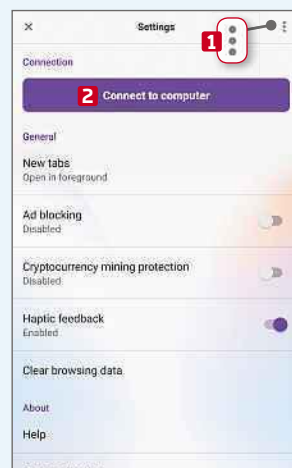 Settings
1
Connection
2 Connect to computer
General
New tabs
Open in foreground
Ad blocking
Disabled
Cryptocurrency mining protection
Disabled
Haptic feedback
Enabled
Clear browsing data
About
Help